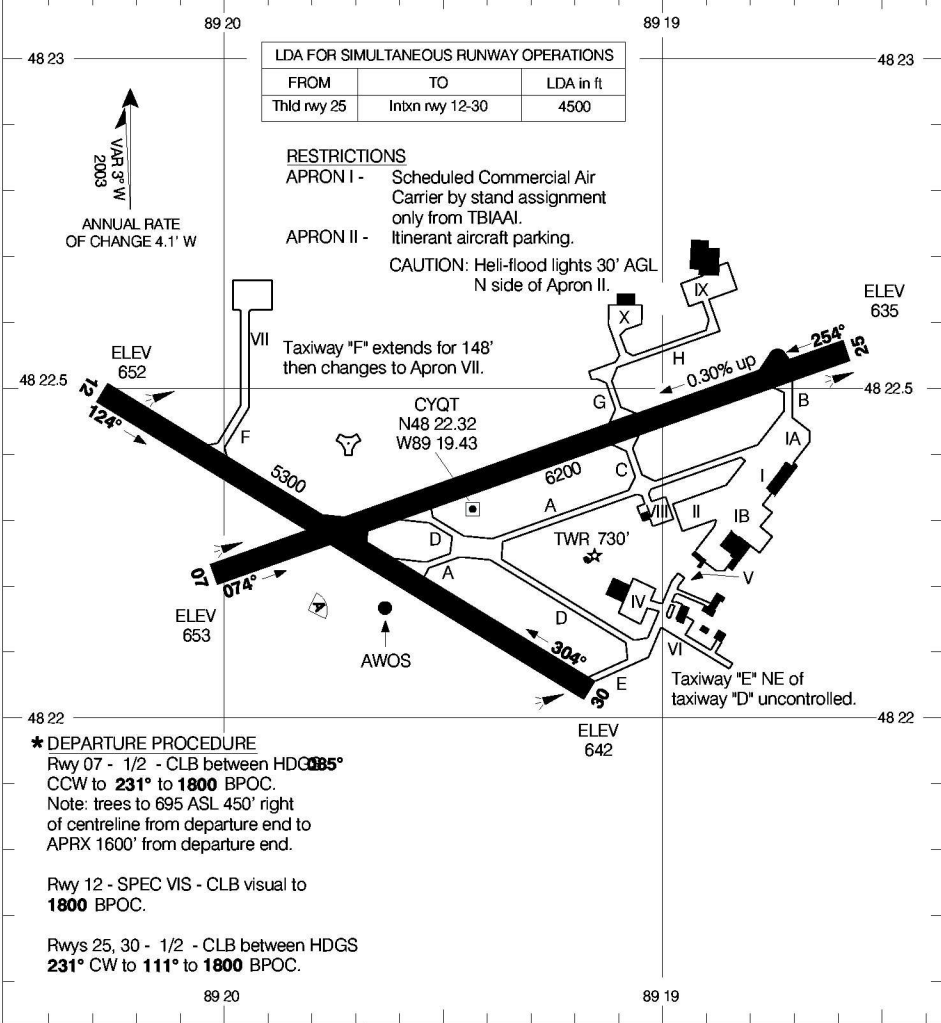 89 20
89 19
48 23
48 23
LDA FOR SIMULTANEOUS RUNWAY OPERATIONS
FROM TO LDA in ft
Thld rwy 25 Intxn rwy 12-30 4500
VAR 3° W
2003
ANNUAL RATE
OF CHANGE 4.1' W
RESTRICTIONS
APRON I - Scheduled Commercial Air
Carrier by stand assignment
only from TBIAAI.
APRON II - Itinerant aircraft parking.
CAUTION: Heli-flood lights 30' AGL
N side of Apron II.
IX
X
ELEV
635
VII
Taxiway "F" extends for 148'
then changes to Apron VII.
H
254°
25
ELEV
652
0.30% up
48 22.5
48 22.5
12
124°
CYQT
N48 22.32
W89 19.43
G
B
F
IA
5300
6200
C
I
A
VIII
II
IB
D
TWR 730'
A
V
07
074°
ELEV
653
A
IV
D
AWOS
304°
VI
E
30
Taxiway "E" NE of
taxiway "D" uncontrolled.
48 22
48 22
ELEV
642
* DEPARTURE PROCEDURE
Rwy 07 - 1/2 - CLB between HDGS 085°
CCW to 231° to 1800 BPOC.
Note: trees to 695 ASL 450' right
of centreline from departure end to
APRX 1600' from departure end.
Rwy 12 - SPEC VIS - CLB visual to
1800 BPOC.
Rwys 25, 30 - 1/2 - CLB between HDGS
231° CW to 111° to 1800 BPOC.
89 20
89 19